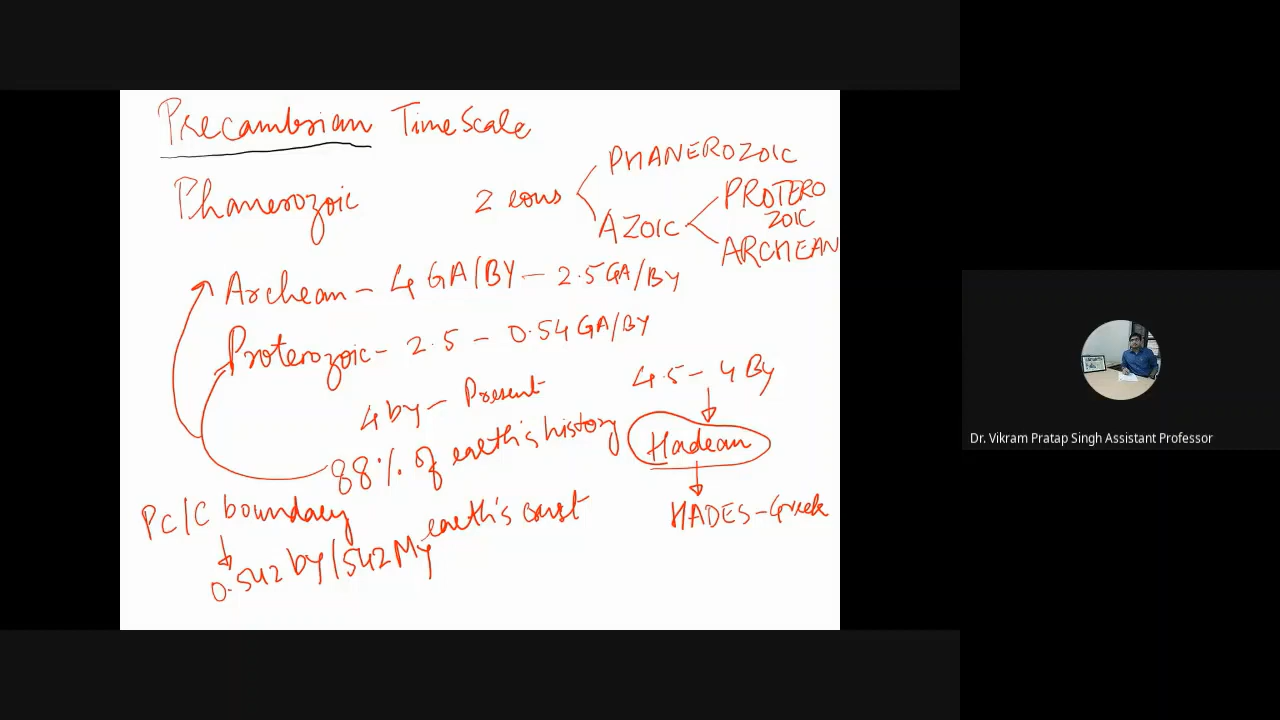 Precambrian Time Scale
PHANEROZOIC
Phanerozoic
2 eons
AZOIC
PROTERO
ZOIC
ARCHEAN
Archean - 4 GA/BY - 2.5 GA/BY
Proterozoic - 2.5 - 0.54 GA/BY
4 by - Present
4.5 - 4 By
88% of earth's history
Hadean
PC/C boundary
earth's crust
HADES - Greek
0.542 by/542 My
Dr. Vikram Pratap Singh Assistant Professor